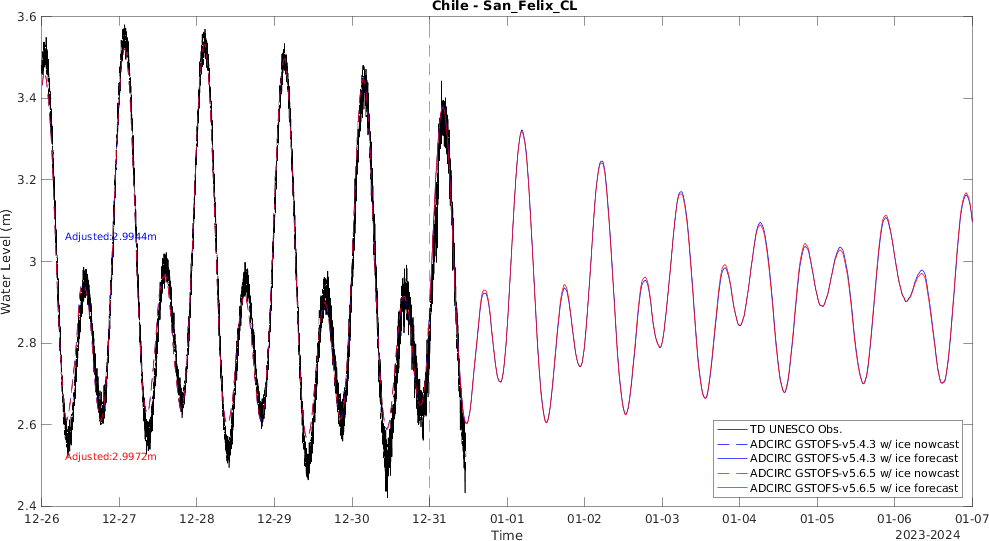 Chile - San_Felix_CL
3.6
3.4
3.2
3
2.8
2.6
2.4
Water Level (m)
Adjusted:2.9944m
Adjusted:2.9972m
TD UNESCO Obs.
ADCIRC GSTOFS-v5.4.3 w/ ice nowcast
ADCIRC GSTOFS-v5.4.3 w/ ice forecast
ADCIRC GSTOFS-v5.6.5 w/ ice nowcast
ADCIRC GSTOFS-v5.6.5 w/ ice forecast
12-26 12-27 12-28 12-29 12-30 12-31 01-01 01-02 01-03 01-04 01-05 01-06 01-07
Time
2023-2024